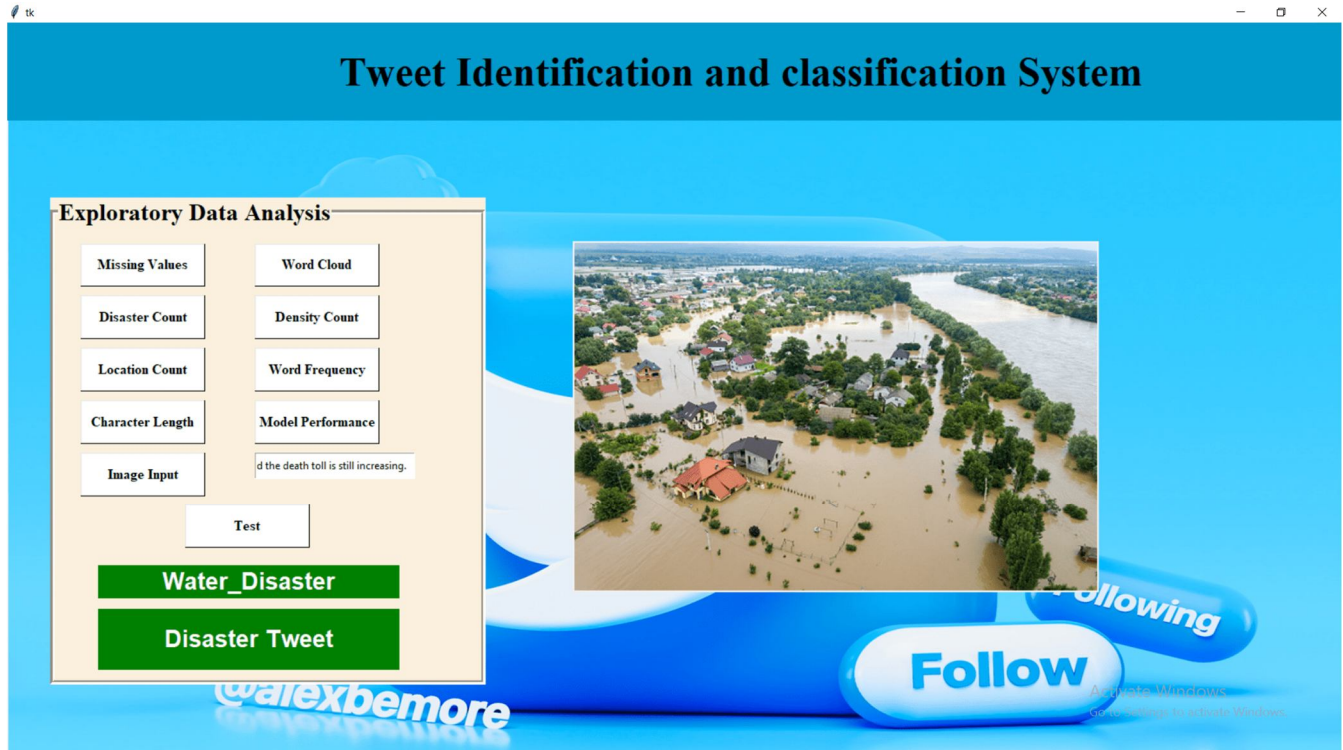 tk
Tweet Identification and classification System
Exploratory Data Analysis
Missing Values
Word Cloud
Disaster Count
Density Count
Location Count
Word Frequency
Character Length
Model Performance
Image Input
d the death toll is still increasing.
Test
Water_Disaster
Disaster Tweet
Following
Follow
@alexbemore
Activate Windows
Go to Settings to activate Windows.